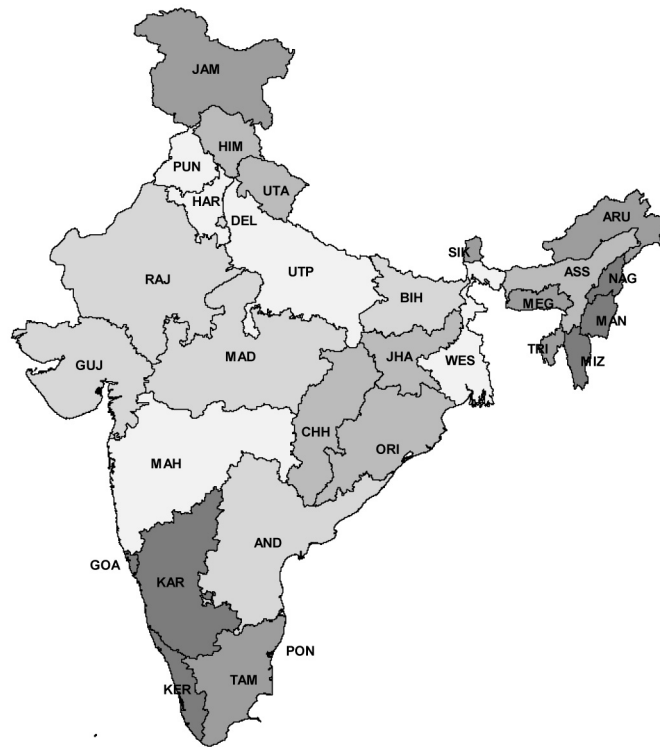 JAM
HIM
PUN
UTA
HAR
DEL
ARU
SIK
UTP
ASS
NAG
RAJ
BIH
MEG
MAN
TRI
GUJ
MAD
JHA
WES
MIZ
CHH
ORI
MAH
AND
GOA
KAR
PON
TAM
KER